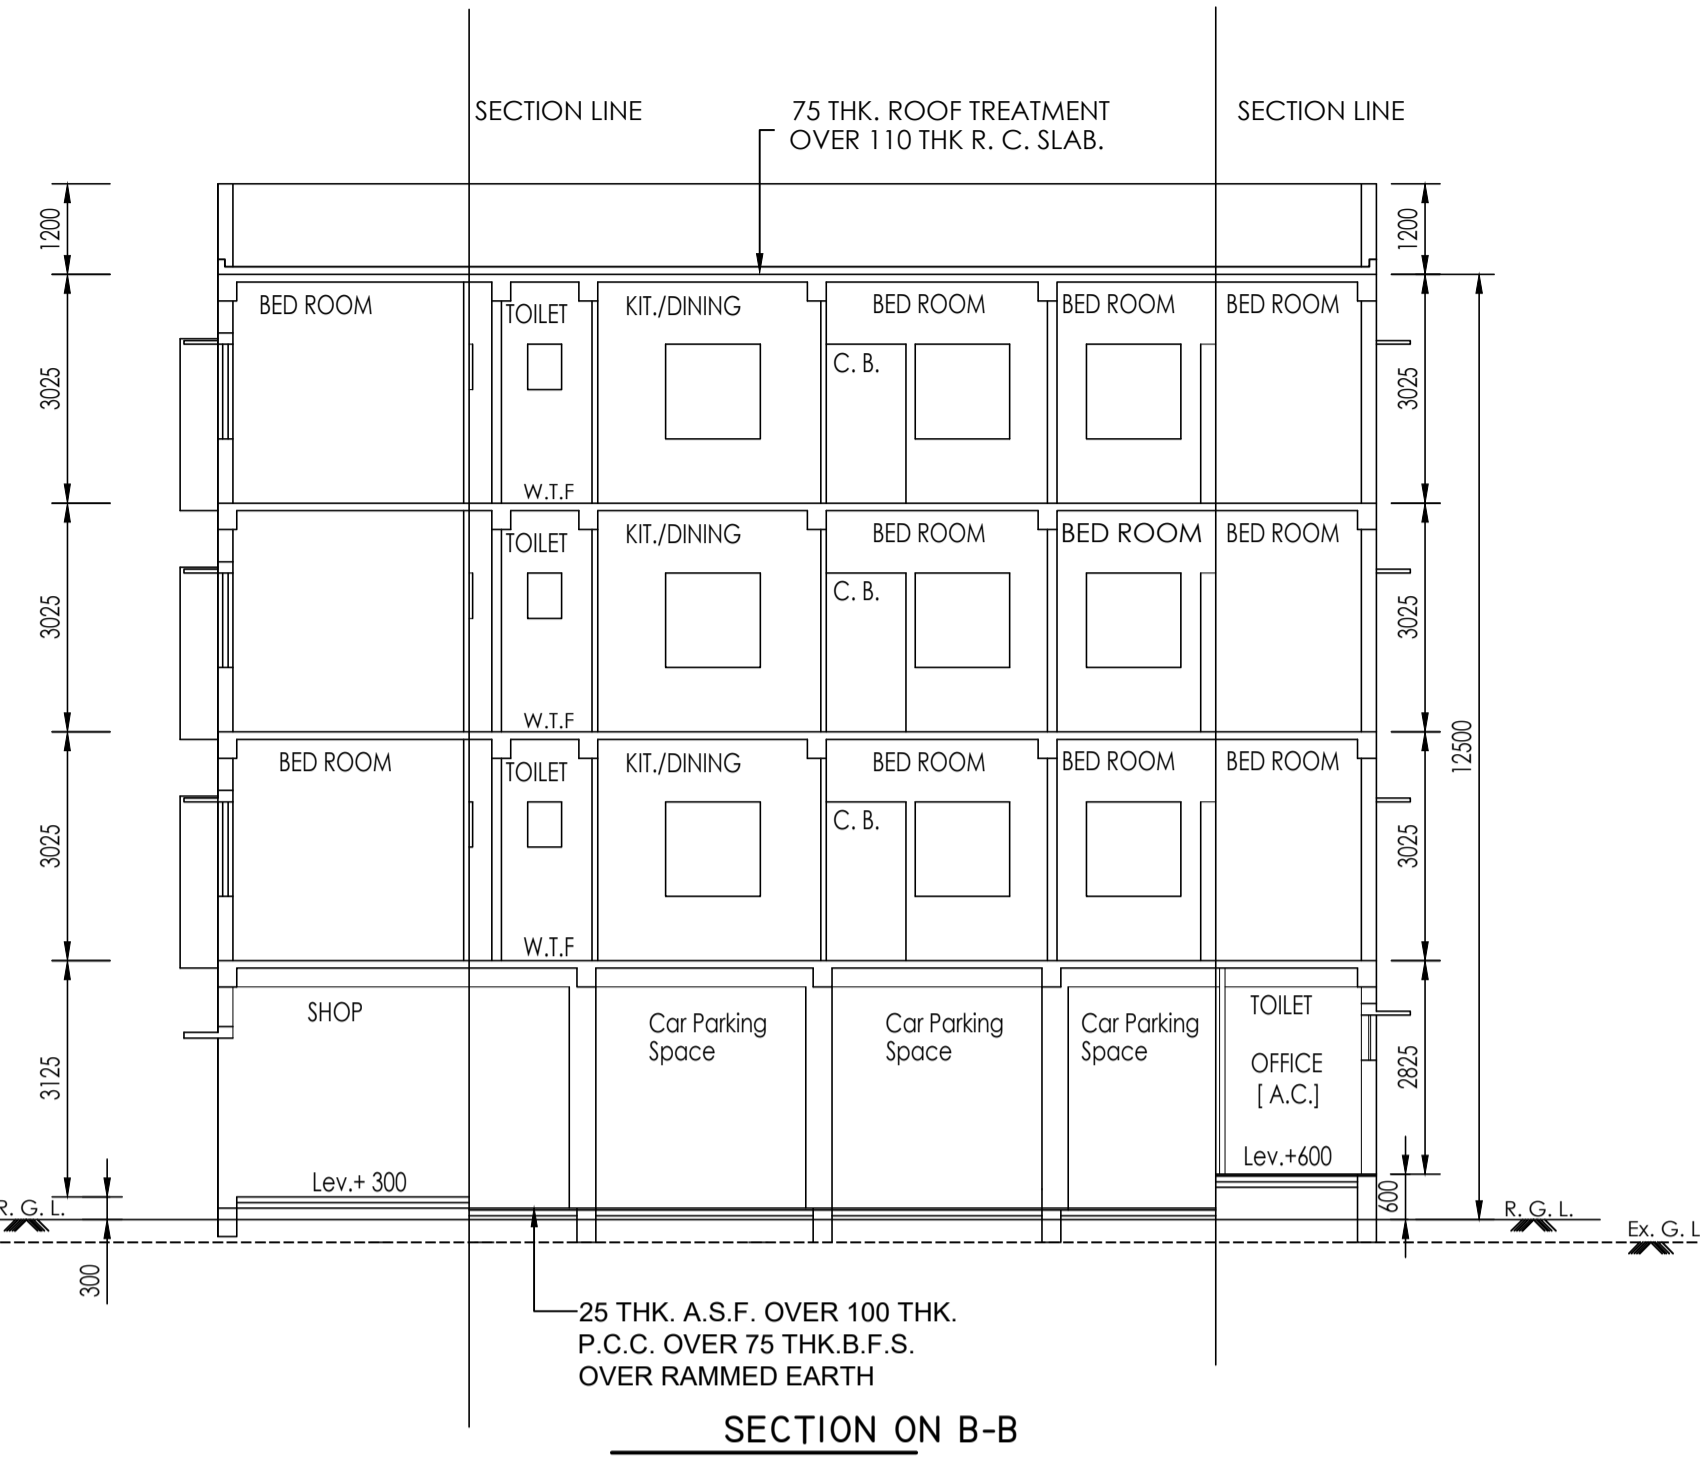 SECTION LINE
75 THK. ROOF TREATMENT
OVER 110 THK R. C. SLAB.
SECTION LINE
1200
1200
BED ROOM
TOILET
KIT./DINING
BED ROOM
BED ROOM
BED ROOM
C. B.
3025
3025
W.T.F
TOILET
KIT./DINING
BED ROOM
BED ROOM
BED ROOM
C. B.
3025
3025
W.T.F
12500
BED ROOM
TOILET
KIT./DINING
BED ROOM
BED ROOM
BED ROOM
C. B.
3025
3025
W.T.F
SHOP
Car Parking
Space
Car Parking
Space
Car Parking
Space
TOILET
OFFICE
[ A.C.]
3125
2825
Lev.+ 300
Lev.+600
600
R. G. L.
R. G. L.
Ex. G. L
300
25 THK. A.S.F. OVER 100 THK.
P.C.C. OVER 75 THK.B.F.S.
OVER RAMMED EARTH
SECTION ON B-B